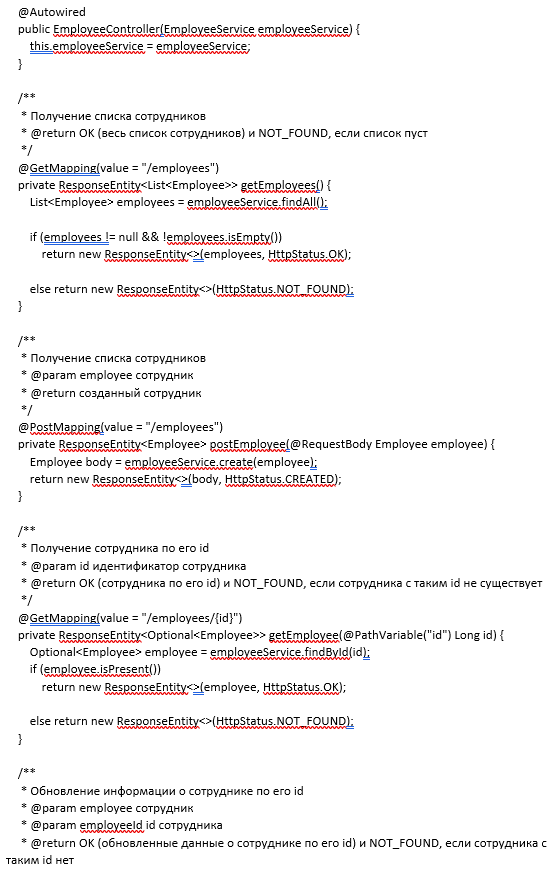 @Autowired
public EmployeeController(EmployeeService employeeService) {
this.employeeService = employeeService;
}
/**
* Получение списка сотрудников
* @return OK (весь список сотрудников) и NOT_FOUND, если список пуст
*/
@GetMapping(value = "/employees")
private ResponseEntity<List<Employee>> getEmployees() {
List<Employee> employees = employeeService.findAll();
if (employees != null && !employees.isEmpty())
return new ResponseEntity<>(employees, HttpStatus.OK);
else return new ResponseEntity<>(HttpStatus.NOT_FOUND);
}
/**
* Получение списка сотрудников
* @param employee сотрудник
* @return созданный сотрудник
*/
@PostMapping(value = "/employees")
private ResponseEntity<Employee> postEmployee(@RequestBody Employee employee) {
Employee body = employeeService.create(employee);
return new ResponseEntity<>(body, HttpStatus.CREATED);
}
/**
* Получение сотрудника по его id
* @param id идентификатор сотрудника
* @return OK (сотрудника по его id) и NOT_FOUND, если сотрудника с таким id не существует
*/
@GetMapping(value = "/employees/{id}")
private ResponseEntity<Optional<Employee>> getEmployee(@PathVariable("id") Long id) {
Optional<Employee> employee = employeeService.findById(id);
if (employee.isPresent())
return new ResponseEntity<>(employee, HttpStatus.OK);
else return new ResponseEntity<>(HttpStatus.NOT_FOUND);
}
/**
* Обновление информации о сотруднике по его id
* @param employee сотрудник
* @param employeeId id сотрудника
* @return OK (обновленные данные о сотруднике по его id) и NOT_FOUND, если сотрудника с
таким id нет